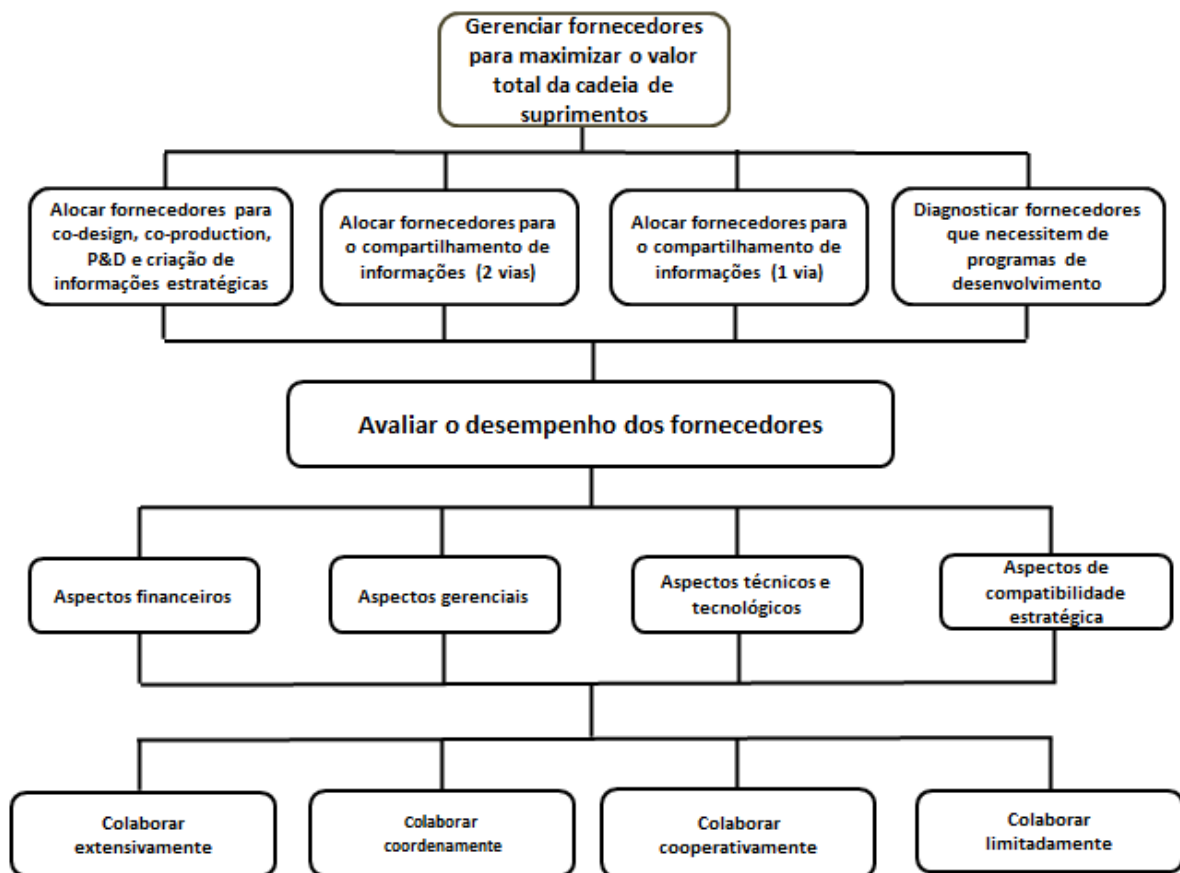 Gerenciar fornecedores
para maximizar o valor
total da cadeia de
suprimentos
Alocar fornecedores para
co-design, co-production,
P&D e criação de
informações estratégicas
Alocar fornecedores para
o compartilhamento de
informações (2 vias)
Alocar fornecedores para
o compartilhamento de
informações (1 via)
Diagnosticar fornecedores
que necessitem de
programas de
desenvolvimento
Avaliar o desempenho dos fornecedores
Aspectos financeiros
Aspectos gerenciais
Aspectos técnicos e
tecnológicos
Aspectos de
compatibilidade
estratégica
Colaborar
extensivamente
Colaborar
coordenamente
Colaborar
cooperativamente
Colaborar
limitadamente